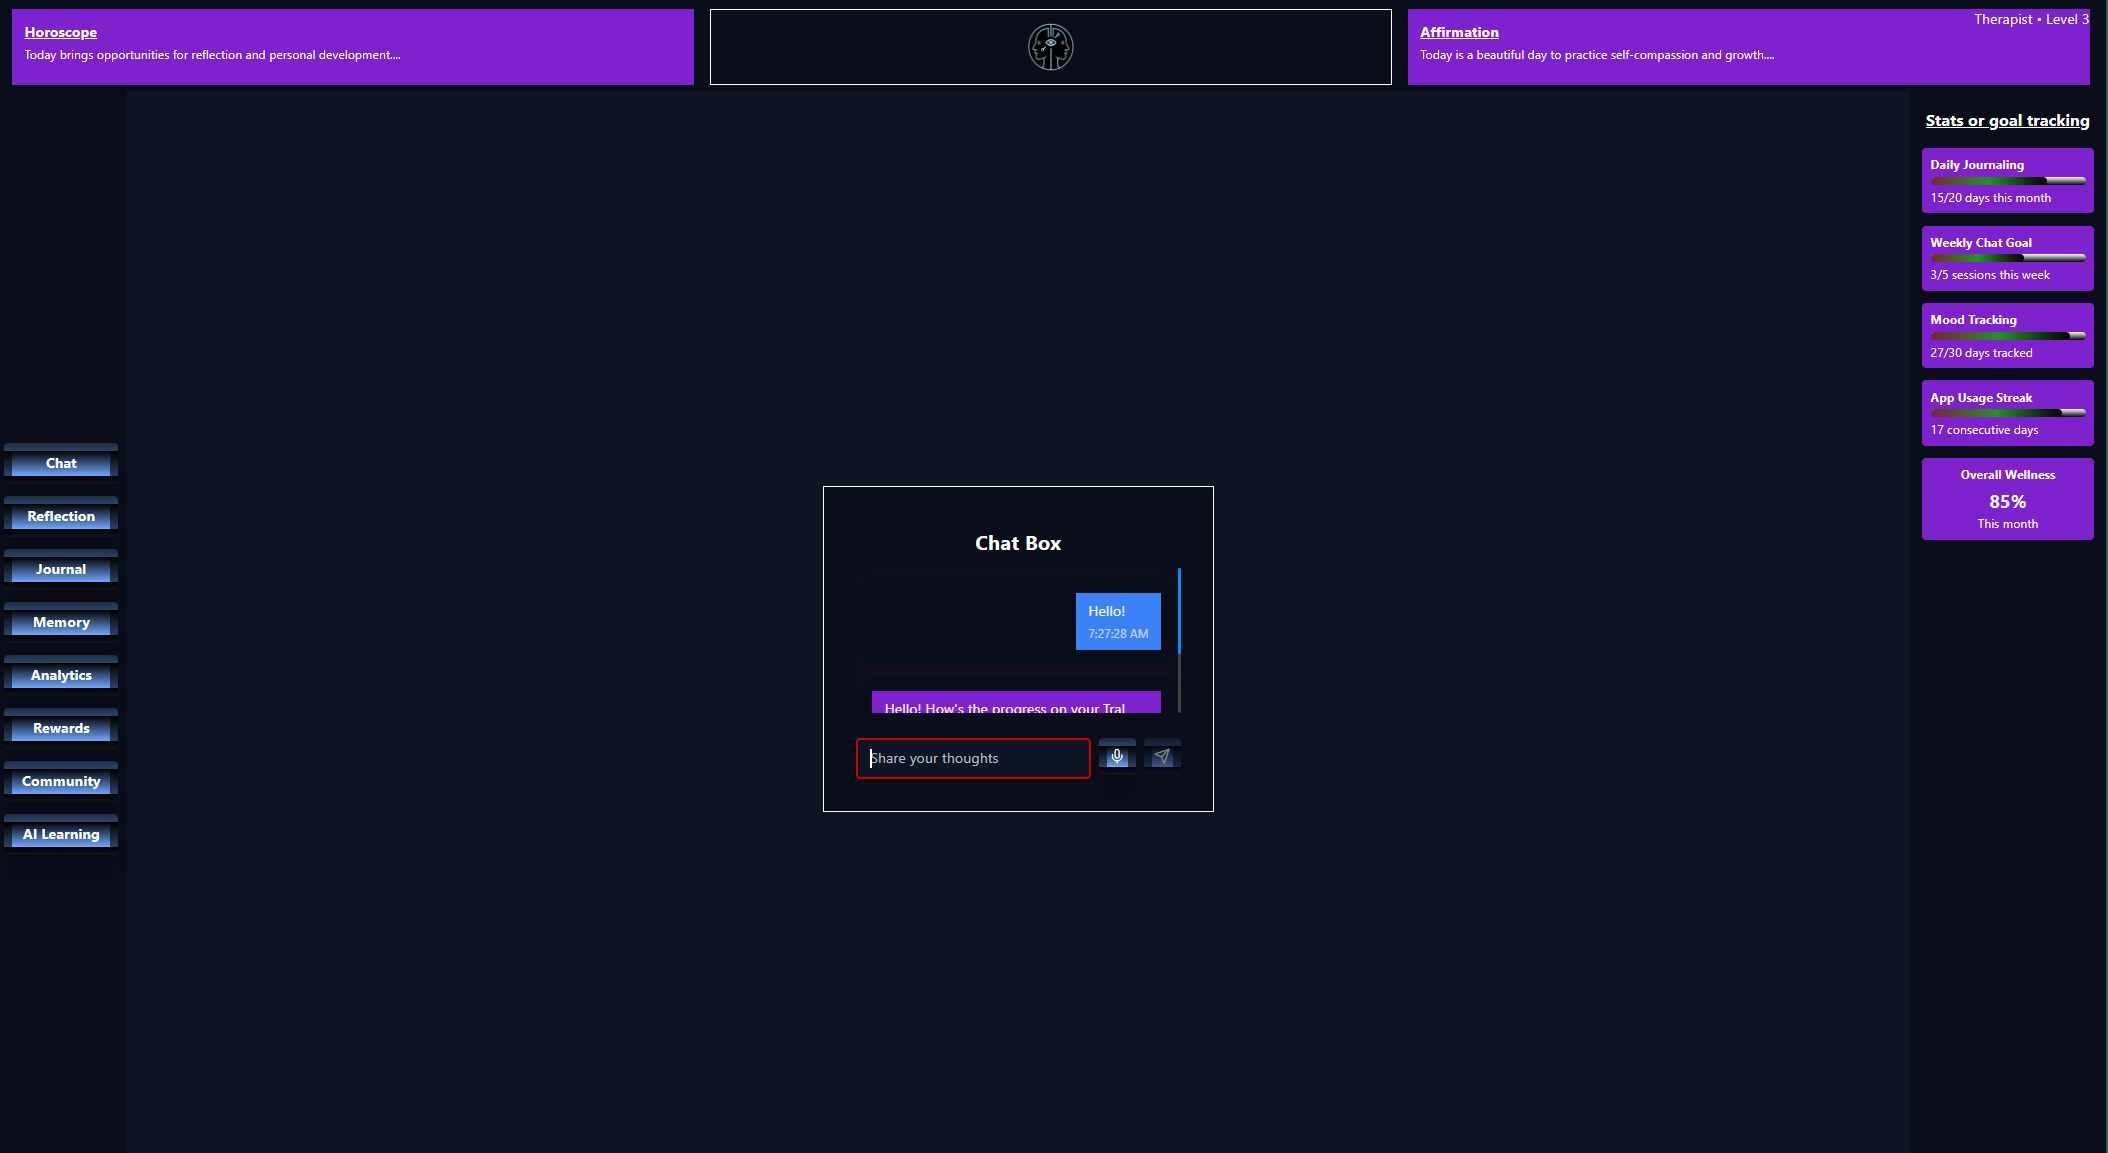 Horoscope
Today brings opportunities for reflection and personal development....
Therapist • Level 3
Affirmation
Today is a beautiful day to practice self-compassion and growth....
Chat
Reflection
Journal
Memory
Analytics
Rewards
Community
AI Learning
Chat Box
Hello!
7:27:28 AM
Hello! How's the progress on your Tral
Share your thoughts
Stats or goal tracking
Daily Journaling
15/20 days this month
Weekly Chat Goal
3/5 sessions this week
Mood Tracking
27/30 days tracked
App Usage Streak
17 consecutive days
Overall Wellness
85%
This month